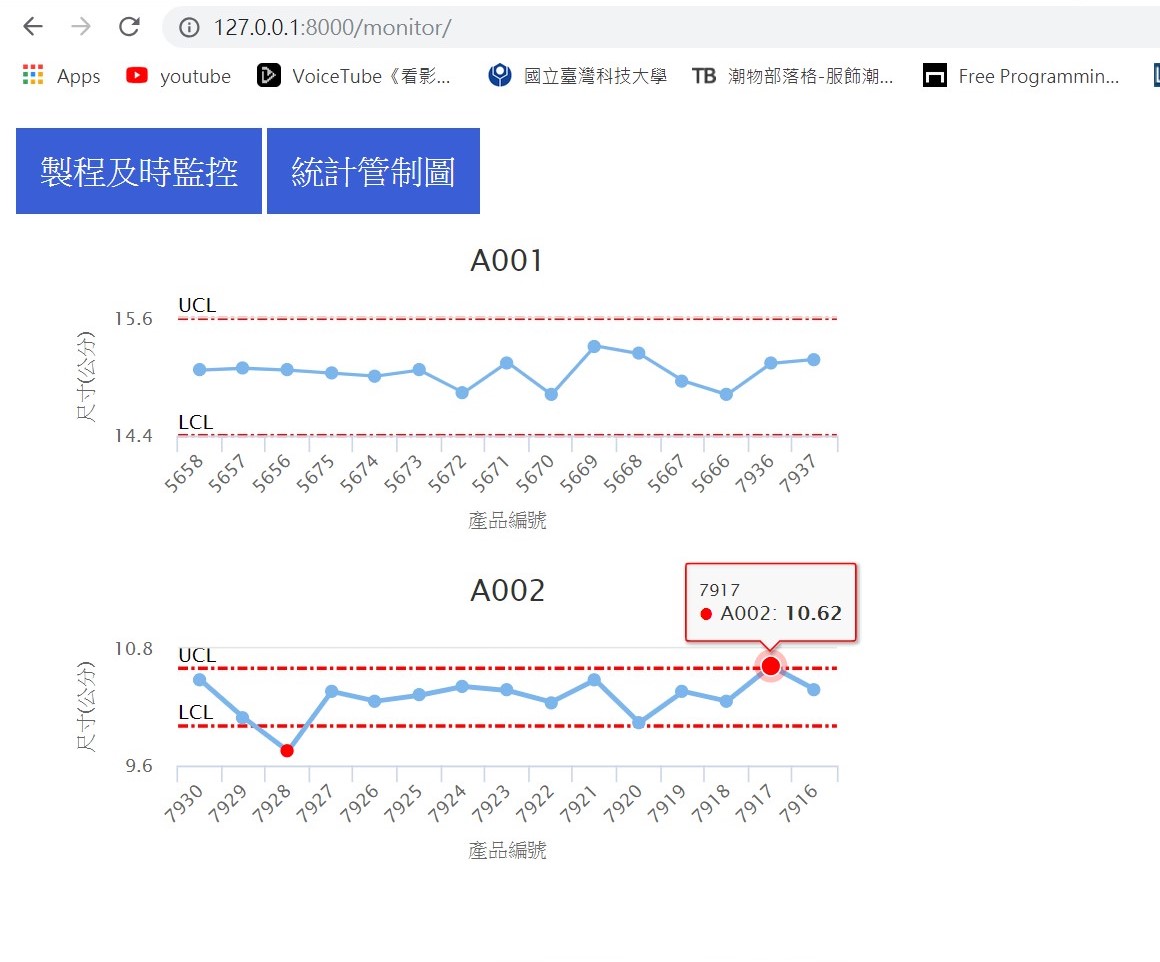 127.0.0.1:8000/monitor/
Apps youtube VoiceTube《看影... 國立臺灣科技大學 TB 潮物部落格-服飾潮... Free Programmin...
製程及時監控 統計管制圖
A001
UCL
15.6
尺寸(公分)
LCL
14.4
5658 5657 5656 5675 5674 5673 5672 5671 5670 5669 5668 5667 5666 7936 7937
產品編號
A002
7917
A002: 10.62
10.8
UCL
尺寸(公分)
LCL
9.6
7930 7929 7928 7927 7926 7925 7924 7923 7922 7921 7920 7919 7918 7917 7916
產品編號